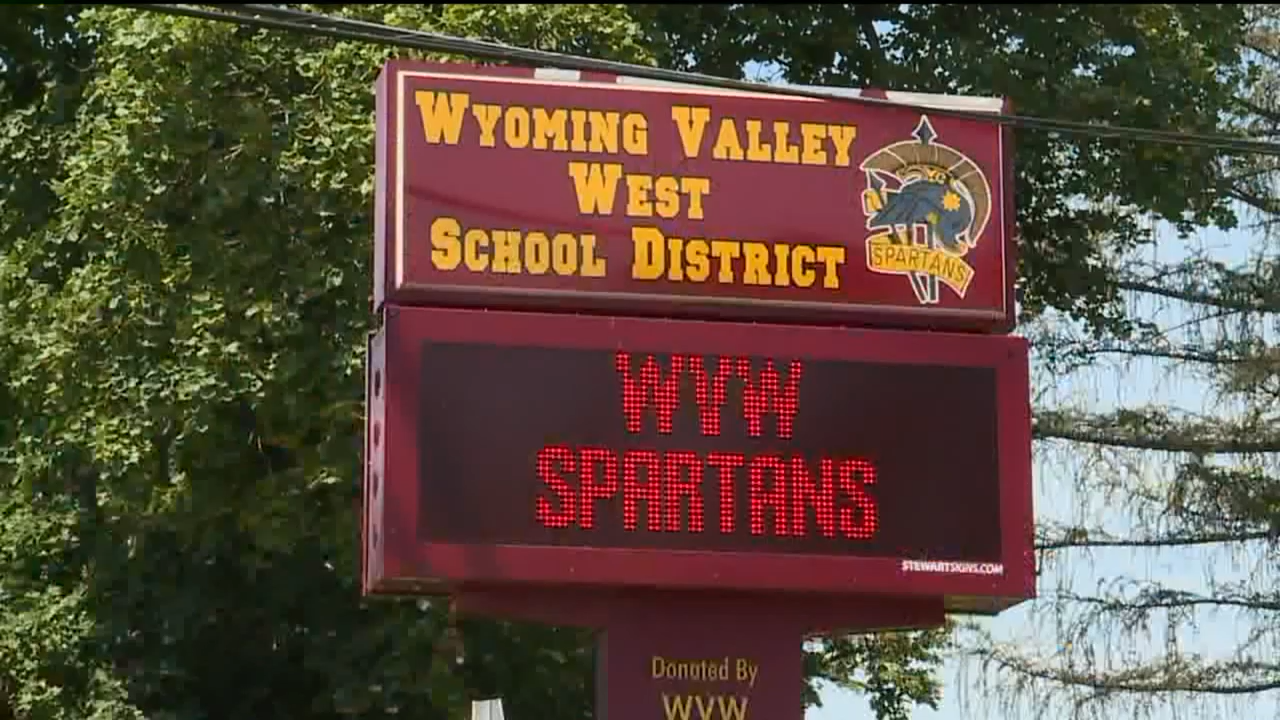 WYOMING VALLEY
WEST
SCHOOL DISTRICT
SPARTANS
WVW
SPARTANS
STEWARTSIGNS.COM
Donated By
WVW